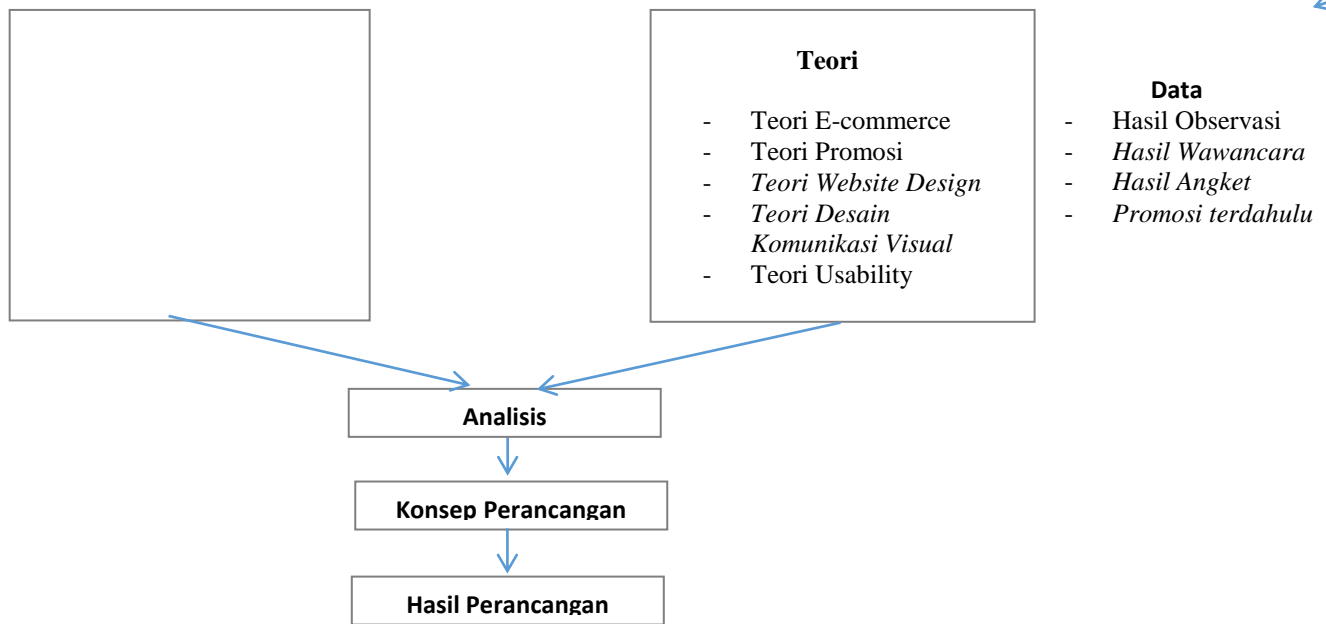 Teori
- Teori E-commerce
- Teori Promosi
- Teori Website Design
- Teori Desain
Komunikasi Visual
- Teori Usability
Data
- Hasil Observasi
- Hasil Wawancara
- Hasil Angket
- Promosi terdahulu
Analisis
Konsep Perancangan
Hasil Perancangan